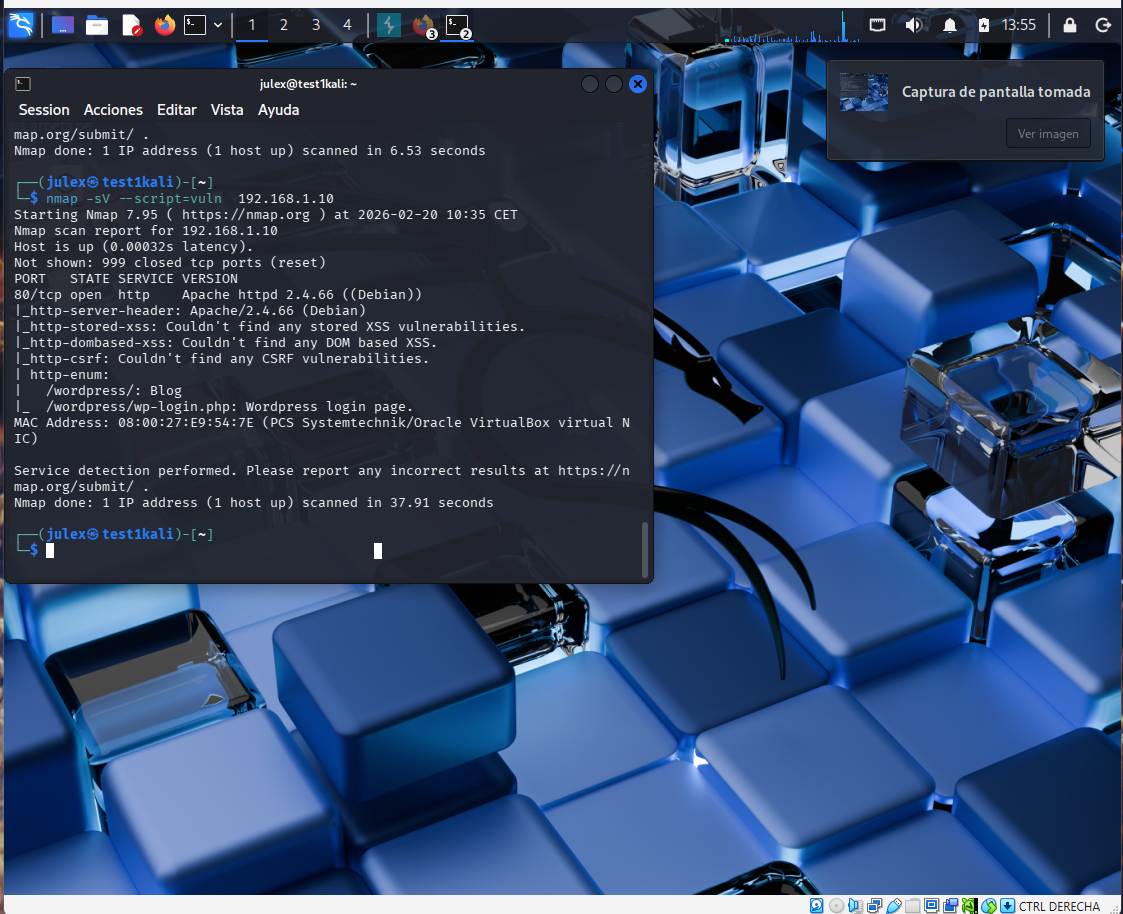 1 2 3 4
3
2
13:55
julex@test1kali: ~
Session Acciones Editar Vista Ayuda
Captura de pantalla tomada
Ver imagen
map.org/submit/ .
Nmap done: 1 IP address (1 host up) scanned in 6.53 seconds
┌──(julex㉿test1kali)-[~]
└─$ nmap -sV --script=vuln  192.168.1.10
Starting Nmap 7.95 ( https://nmap.org ) at 2026-02-20 10:35 CET
Nmap scan report for 192.168.1.10
Host is up (0.00032s latency).
Not shown: 999 closed tcp ports (reset)
PORT   STATE SERVICE VERSION
80/tcp open  http    Apache httpd 2.4.66 ((Debian))
|_http-server-header: Apache/2.4.66 (Debian)
|_http-stored-xss: Couldn't find any stored XSS vulnerabilities.
|_http-dombased-xss: Couldn't find any DOM based XSS.
|_http-csrf: Couldn't find any CSRF vulnerabilities.
| http-enum:
|   /wordpress/: Blog
|_  /wordpress/wp-login.php: Wordpress login page.
MAC Address: 08:00:27:E9:54:7E (PCS Systemtechnik/Oracle VirtualBox virtual N
IC)
Service detection performed. Please report any incorrect results at https://n
map.org/submit/ .
Nmap done: 1 IP address (1 host up) scanned in 37.91 seconds
┌──(julex㉿test1kali)-[~]
└─$
CTRL DERECHA